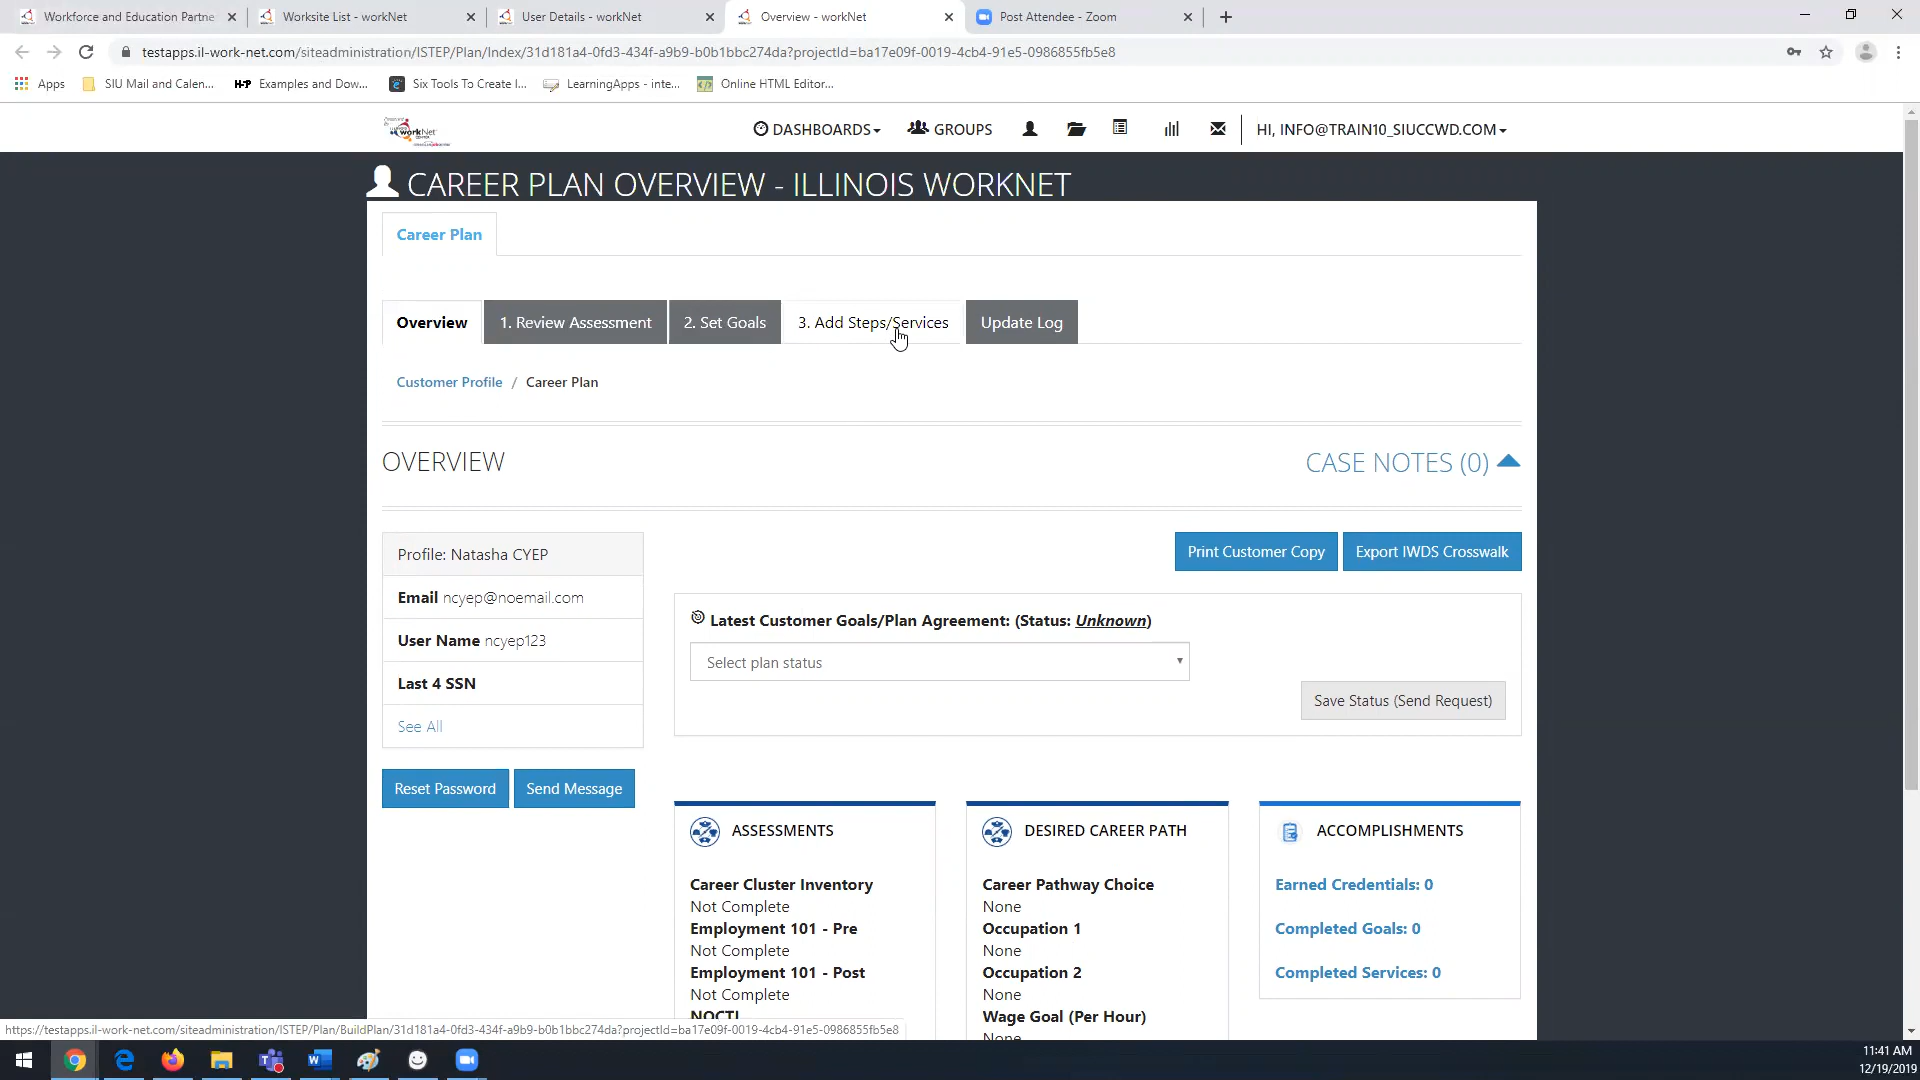 Workforce and Education Partne
Worksite List - workNet
User Details - workNet
Overview - workNet
Post Attendee - Zoom
testapps.il-work-net.com/siteadministration/ISTEP/Plan/Index/31d181a4-0fd3-434f-a9b9-b0b1bbc274da?projectId=ba17e09f-0019-4cb4-91e5-0986855fb5e8
Apps
SIU Mail and Calen...
H+P Examples and Dow...
Six Tools To Create I...
LearningApps - inte...
Online HTML Editor...
workNet
DASHBOARDS
GROUPS
HI, INFO@TRAIN10_SIUCCWD.COM
CAREER PLAN OVERVIEW - ILLINOIS WORKNET
Career Plan
Overview
1. Review Assessment
2. Set Goals
3. Add Steps/Services
Update Log
Customer Profile / Career Plan
OVERVIEW
CASE NOTES (0)
Profile: Natasha CYEP
Email ncyep@noemail.com
User Name ncyep123
Last 4 SSN
See All
Reset Password
Send Message
Print Customer Copy
Export IWDS Crosswalk
Latest Customer Goals/Plan Agreement: (Status: Unknown)
Select plan status
Save Status (Send Request)
ASSESSMENTS
Career Cluster Inventory
Not Complete
Employment 101 - Pre
Not Complete
Employment 101 - Post
Not Complete
NOCTI
DESIRED CAREER PATH
Career Pathway Choice
None
Occupation 1
None
Occupation 2
None
Wage Goal (Per Hour)
None
ACCOMPLISHMENTS
Earned Credentials: 0
Completed Goals: 0
Completed Services: 0
https://testapps.il-work-net.com/siteadministration/ISTEP/Plan/BuildPlan/31d181a4-0fd3-434f-a9b9-b0b1bbc274da?projectId=ba17e09f-0019-4cb4-91e5-0986855fb5e8
11:41 AM
12/19/2019